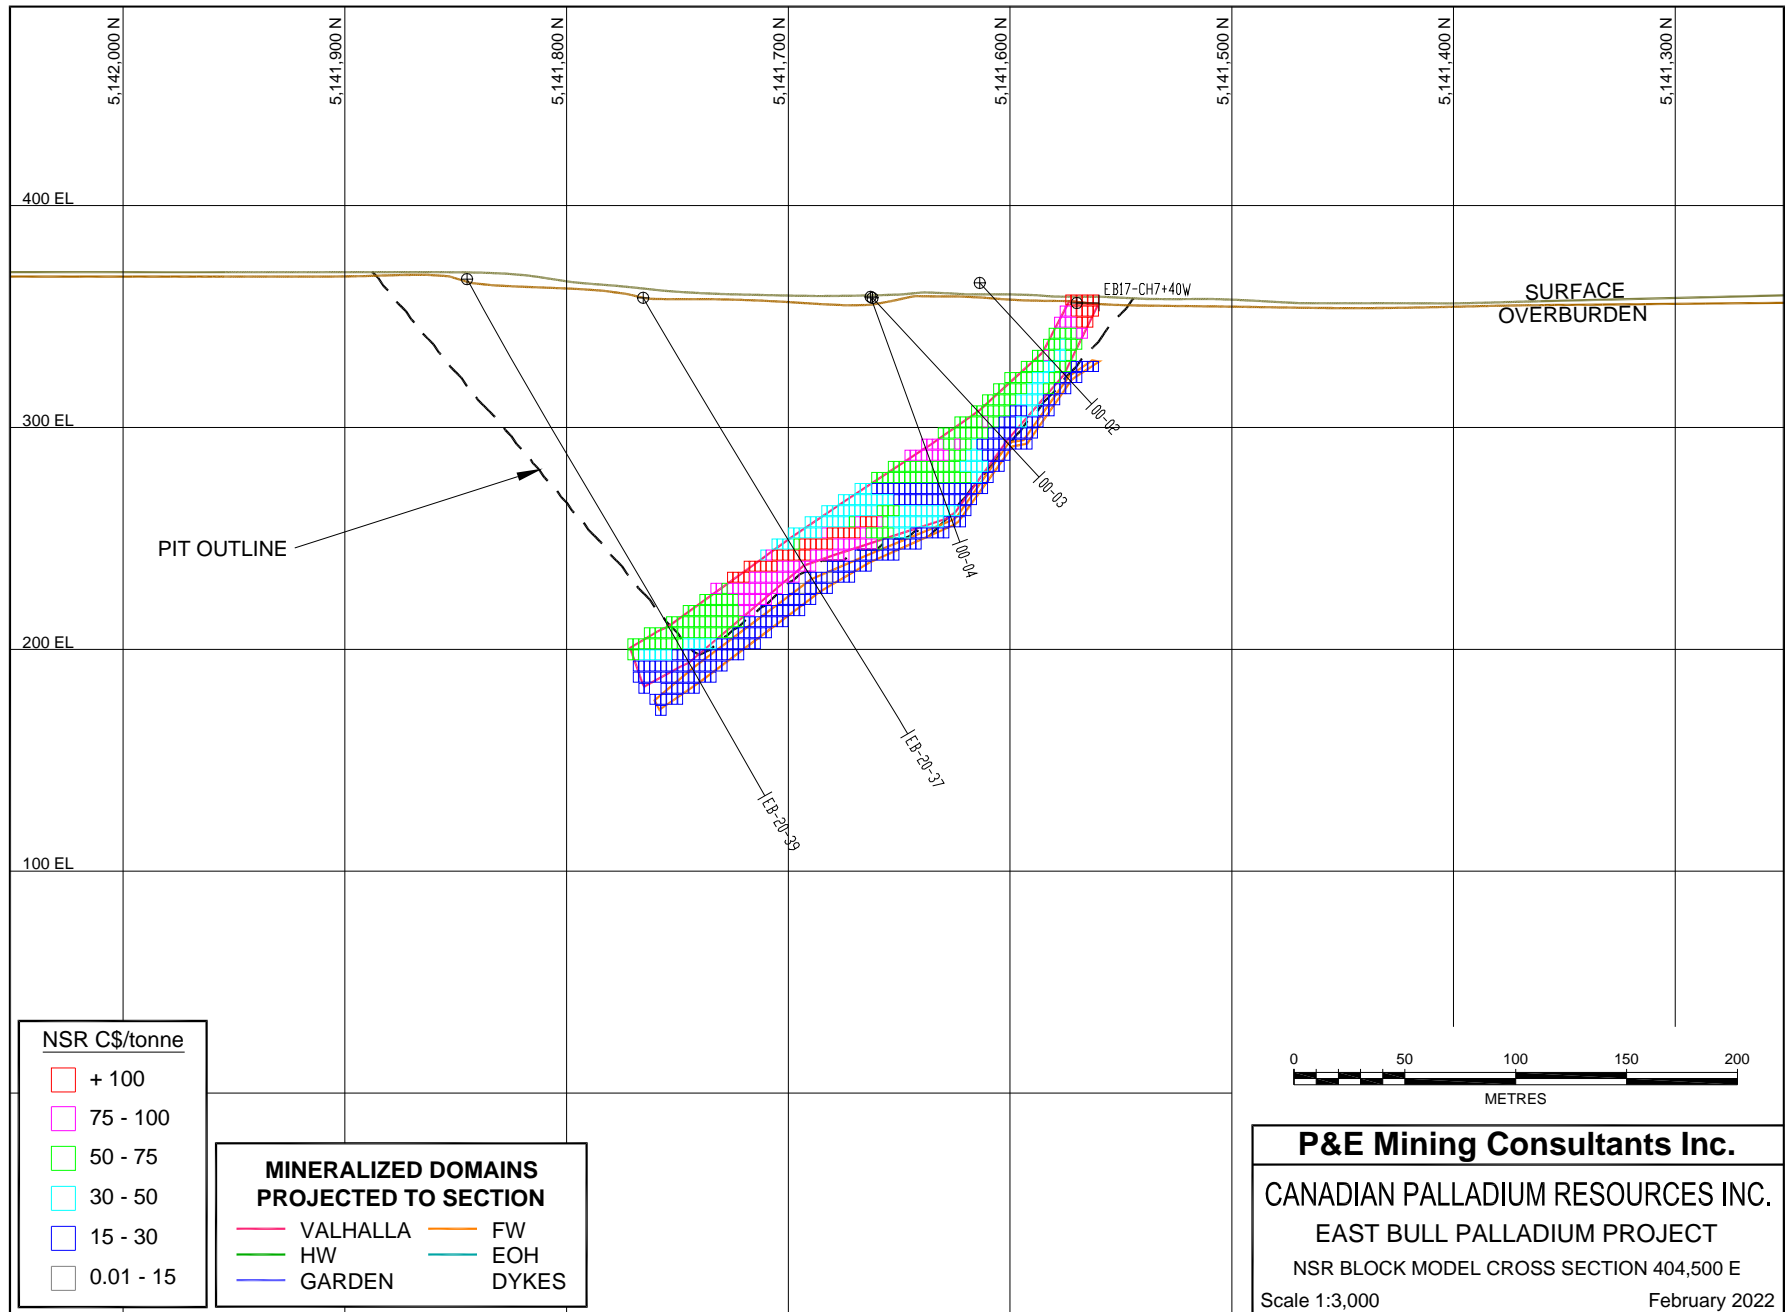 5,142,000 N
5,141,900 N
5,141,800 N
5,141,700 N
5,141,600 N
5,141,500 N
5,141,400 N
5,141,300 N
400 EL
EB17-CH7+40W
SURFACE
OVERBURDEN
300 EL
00-02
00-03
00-04
PIT OUTLINE
200 EL
EB-20-37
EB-20-39
100 EL
NSR C$/tonne
+ 100
75 - 100
50 - 75
30 - 50
15 - 30
0.01 - 15
MINERALIZED DOMAINS
PROJECTED TO SECTION
VALHALLA FW
HW EOH
GARDEN DYKES
0 50 100 150 200
METRES
P&E Mining Consultants Inc.
CANADIAN PALLADIUM RESOURCES INC.
EAST BULL PALLADIUM PROJECT
NSR BLOCK MODEL CROSS SECTION 404,500 E
Scale 1:3,000 February 2022